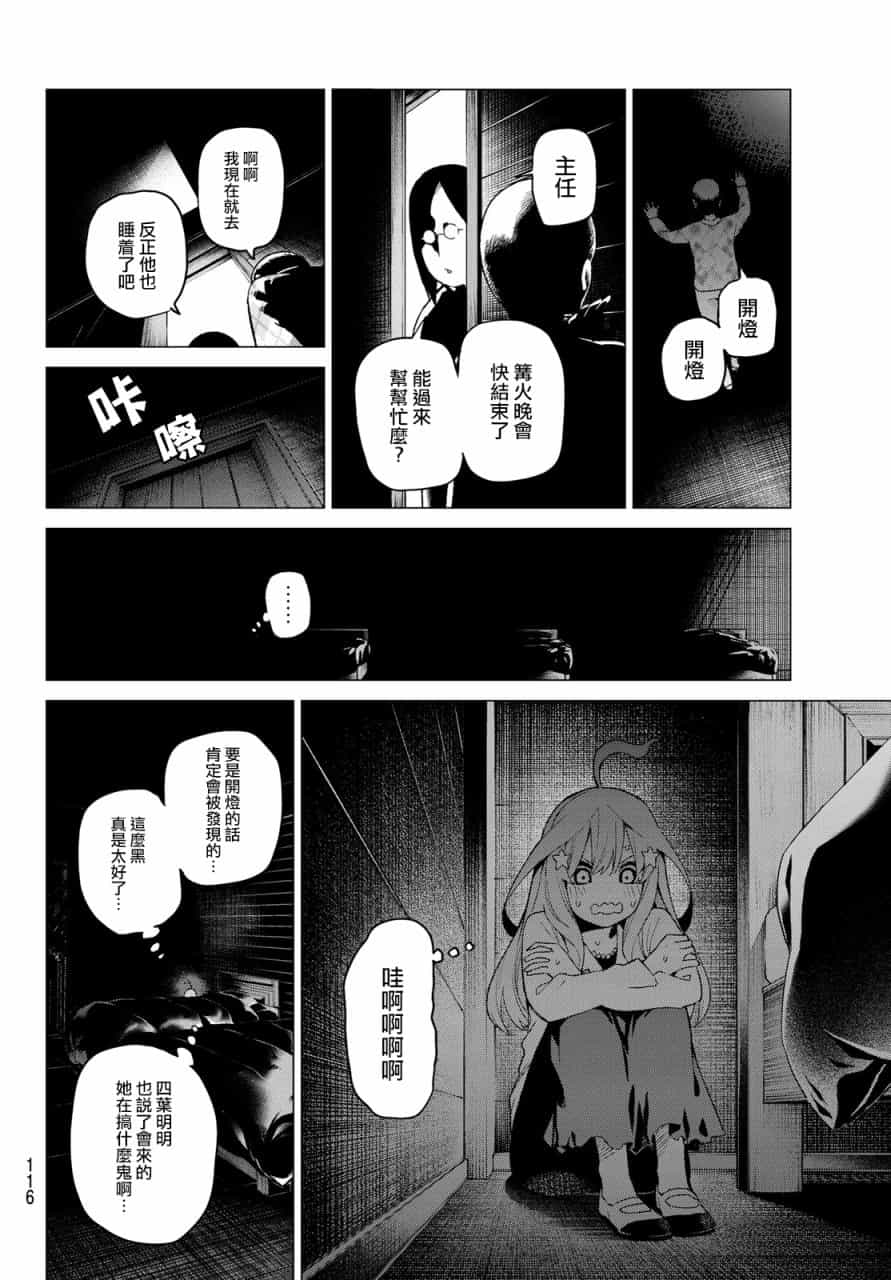 開燈
開燈
主任
篝火晚會
快結束了
能過來
幫幫忙麼？
啊啊
我現在就去
反正他也
睡着了吧
咔
嚓
……
哇啊啊啊啊
要是開燈的話
肯定會被發現的…
這麼黑
真是太好了…
四葉明明
也説了會來的
她在搞什麼鬼啊…
116